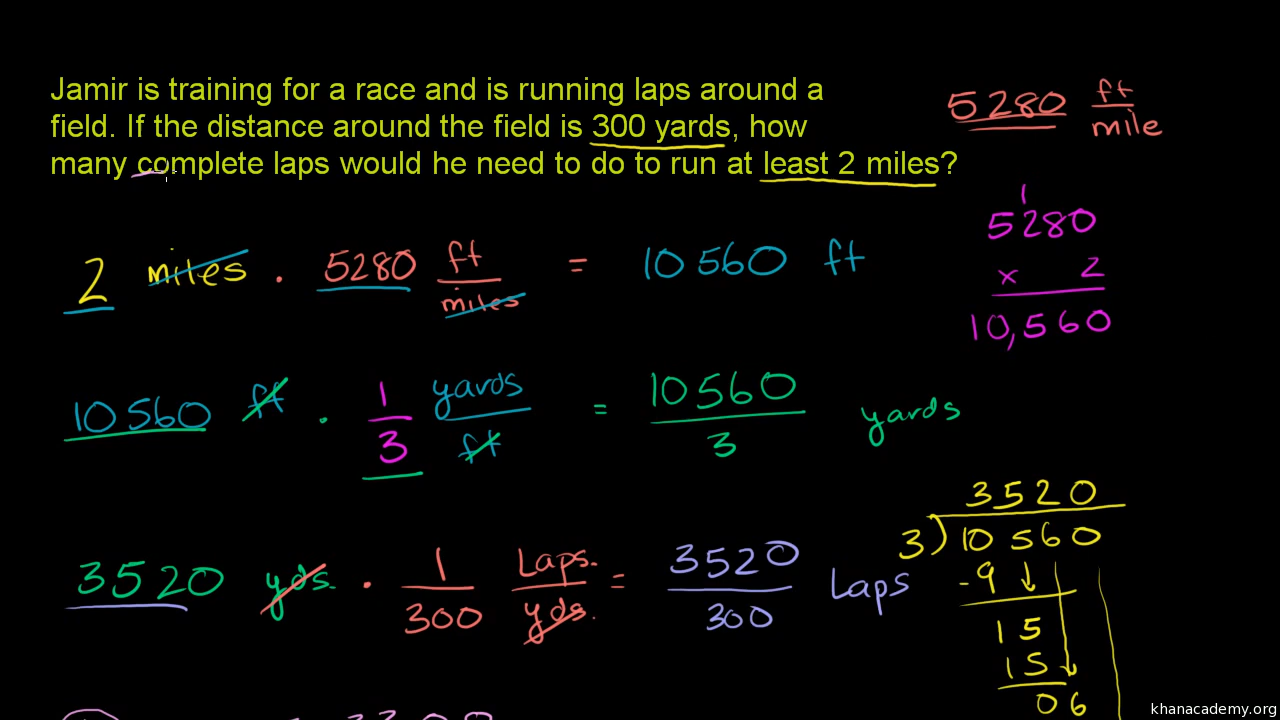 Jamir is training for a race and is running laps around a
field. If the distance around the field is 300 yards, how
many complete laps would he need to do to run at least 2 miles?
5280 ft
mile
1
5280
x 2
10,560
2 miles . 5280 ft
miles
= 10560 ft
10560 ft . 1 yards
3 ft
= 10560
3
yards
3520
3)10560
-9
15
15
06
3520 yds. . 1 Laps.
300 yds.
= 3520
300
Laps
khanacademy.org